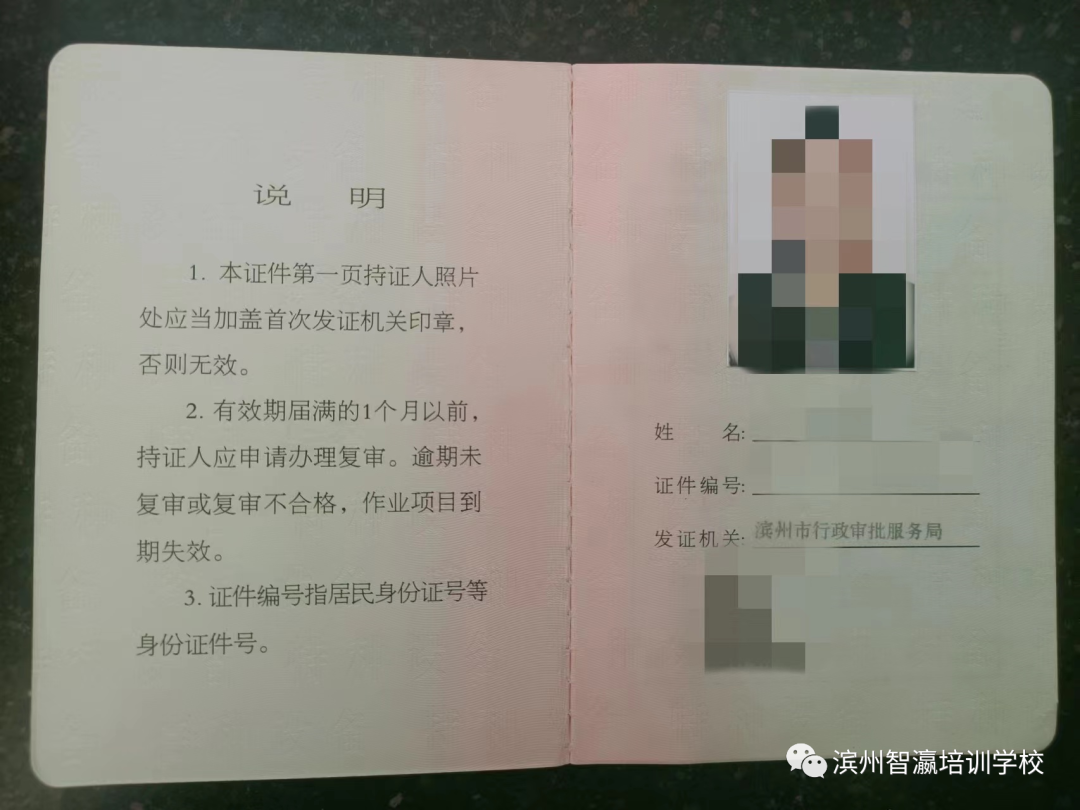 说 明
1. 本证件第一页持证人照片
处应当加盖首次发证机关印章，
否则无效。
2. 有效期届满的1个月以前，
持证人应申请办理复审。逾期未
复审或复审不合格，作业项目到
期失效。
3. 证件编号指居民身份证号等
身份证件号。
姓 名：
证件编号：
发证机关：滨州市行政审批服务局
滨州智瀛培训学校